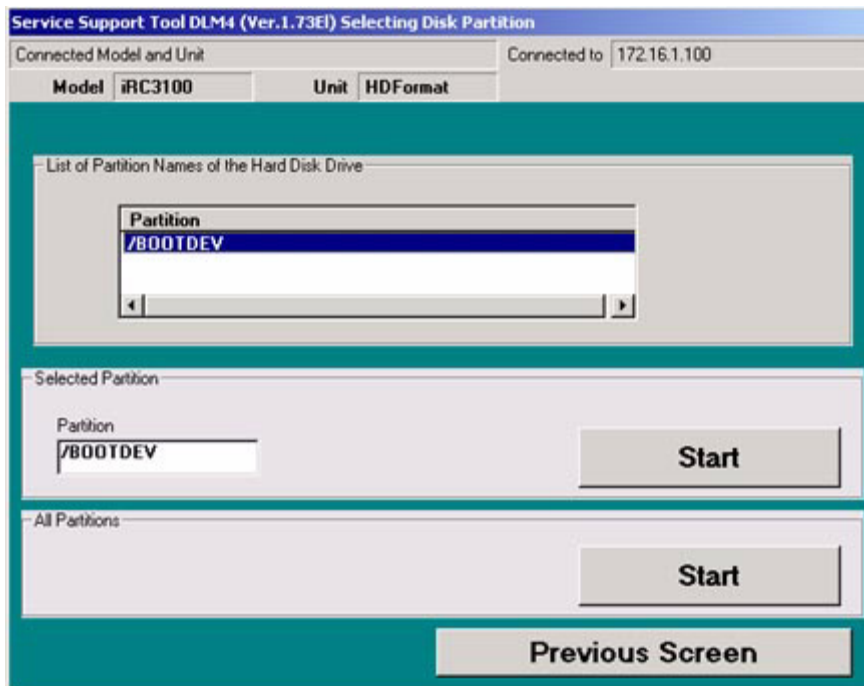 Service Support Tool DLM4 (Ver.1.73El) Selecting Disk Partition
Connected Model and Unit
Connected to 172.16.1.100
Model iRC3100 Unit HDFormat
List of Partition Names of the Hard Disk Drive
Partition
/BOOTDEV
Selected Partition
Partition
/BOOTDEV
Start
All Partitions
Start
Previous Screen